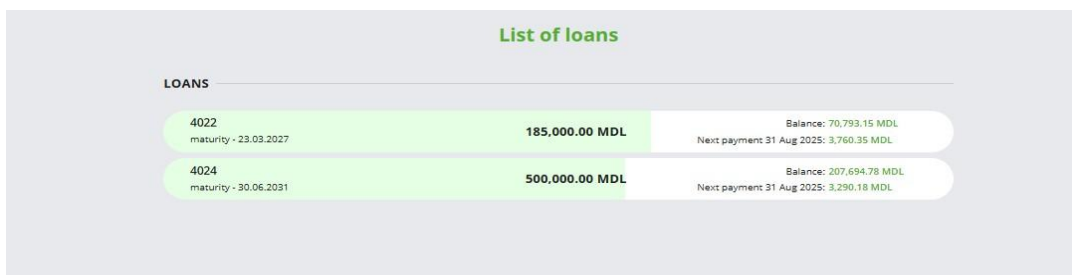 List of loans
LOANS
4022
maturity - 23.03.2027
185,000.00 MDL
Balance: 70,793.15 MDL
Next payment 31 Aug 2025: 3,760.35 MDL
4024
maturity - 30.06.2031
500,000.00 MDL
Balance: 207,694.78 MDL
Next payment 31 Aug 2025: 3,290.18 MDL